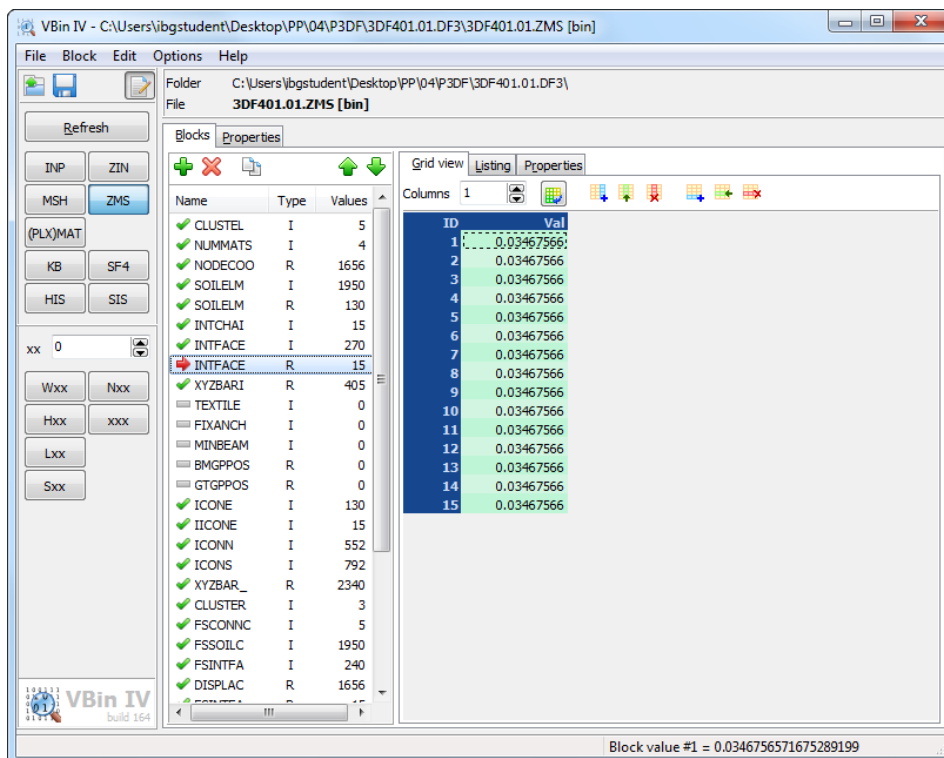 VBin IV - C:\Users\ibgstudent\Desktop\PP\04\P3DF\3DF401.01.DF3\3DF401.01.ZMS [bin]
File Block Edit Options Help
Folder C:\Users\ibgstudent\Desktop\PP\04\P3DF\3DF401.01.DF3\
File 3DF401.01.ZMS [bin]
Refresh
INP ZIN
MSH ZMS
(PLX)MAT
KB SF4
HIS SIS
xx 0
Wxx Nxx
Hxx xxx
Lxx
Sxx
VBin IV
build 164
Blocks Properties
Name Type Values
CLUSTEL I 5
NUMMATS I 4
NODECOO R 1656
SOILELM I 1950
SOILELM R 130
INTCHAI I 15
INTFACE I 270
INTFACE R 15
XYZBARI R 405
TEXTILE I 0
FIXANCH I 0
MINBEAM I 0
BMGPPOS R 0
GTGPPOS R 0
ICONE I 130
IICONE I 15
ICONN I 552
ICONS I 792
XYZBAR_ R 2340
CLUSTER I 3
FSCONNC I 5
FSSOILC I 1950
FSINTFA I 240
DISPLAC R 1656
Grid view Listing Properties
Columns 1
ID Val
1 0.03467566
2 0.03467566
3 0.03467566
4 0.03467566
5 0.03467566
6 0.03467566
7 0.03467566
8 0.03467566
9 0.03467566
10 0.03467566
11 0.03467566
12 0.03467566
13 0.03467566
14 0.03467566
15 0.03467566
Block value #1 = 0.0346756571675289199